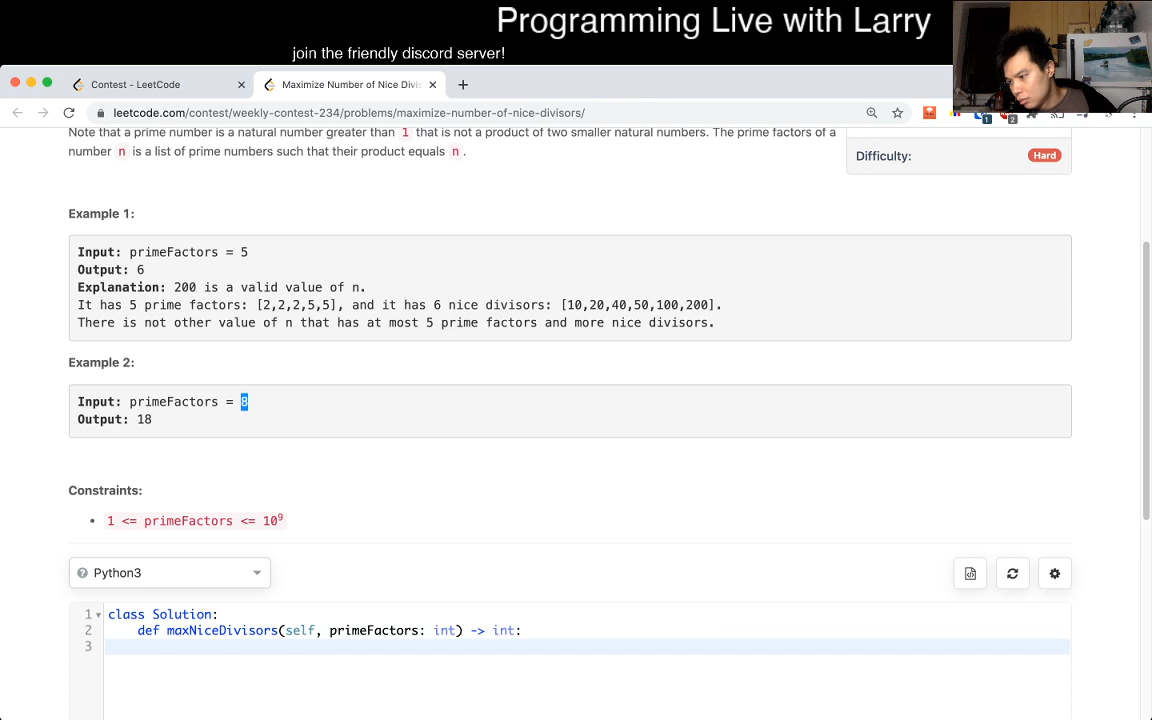 Programming Live with Larry
join the friendly discord server!
Contest - LeetCode
Maximize Number of Nice Divis
leetcode.com/contest/weekly-contest-234/problems/maximize-number-of-nice-divisors/
1
2
Note that a prime number is a natural number greater than 1 that is not a product of two smaller natural numbers. The prime factors of a
number n is a list of prime numbers such that their product equals n .
Difficulty:
Hard
Example 1:
Input: primeFactors = 5
Output: 6
Explanation: 200 is a valid value of n.
It has 5 prime factors: [2,2,2,5,5], and it has 6 nice divisors: [10,20,40,50,100,200].
There is not other value of n that has at most 5 prime factors and more nice divisors.
Example 2:
Input: primeFactors = 8
Output: 18
Constraints:
1 <= primeFactors <= 10⁹
Python3
1 class Solution:
2 def maxNiceDivisors(self, primeFactors: int) -> int:
3